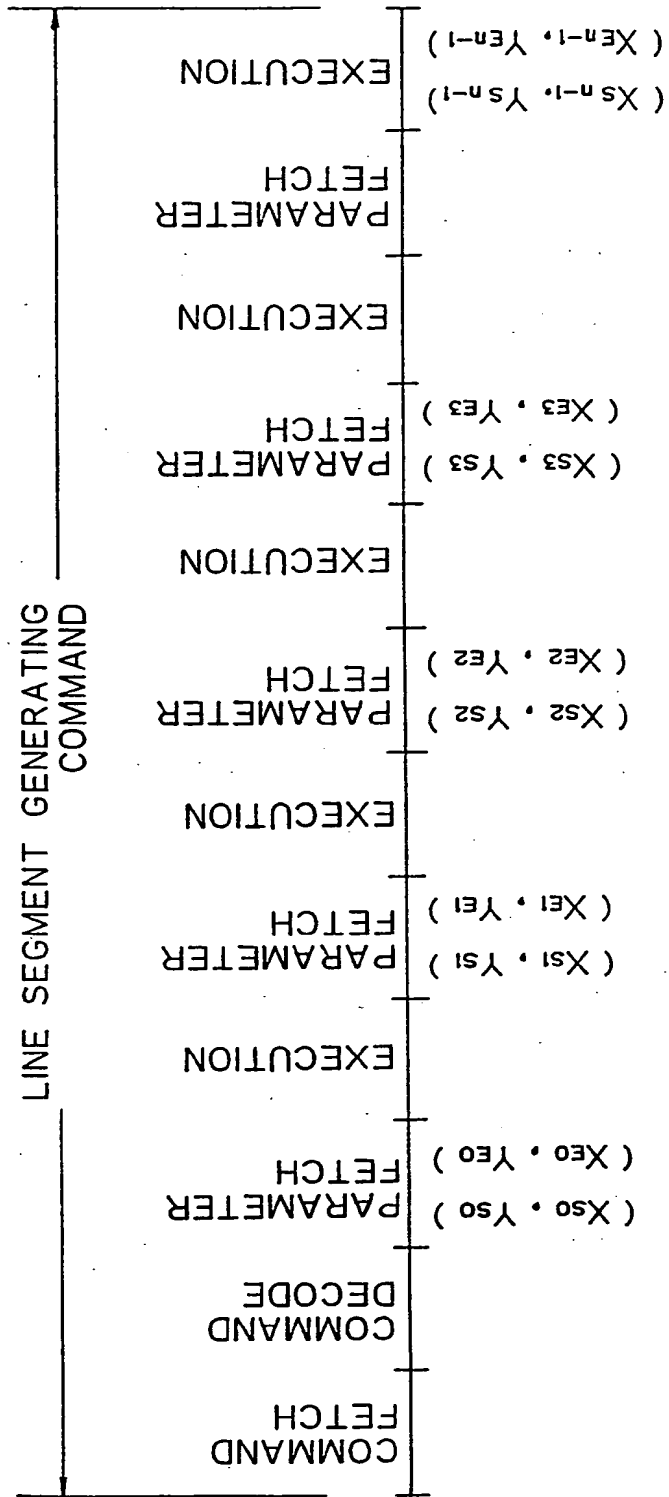 LINE SEGMENT GENERATING
COMMAND
COMMAND
FETCH
COMMAND
DECODE
PARAMETER
FETCH
( XS0 , YS0 )
( XE0 , YE0 )
EXECUTION
PARAMETER
FETCH
( XS1 , YS1 )
( XE1 , YE1 )
EXECUTION
PARAMETER
FETCH
( XS2 , YS2 )
( XE2 , YE2 )
EXECUTION
PARAMETER
FETCH
( XS3 , YS3 )
( XE3 , YE3 )
EXECUTION
PARAMETER
FETCH
EXECUTION
( XSn-1, YSn-1)
( XEn-1, YEn-1)